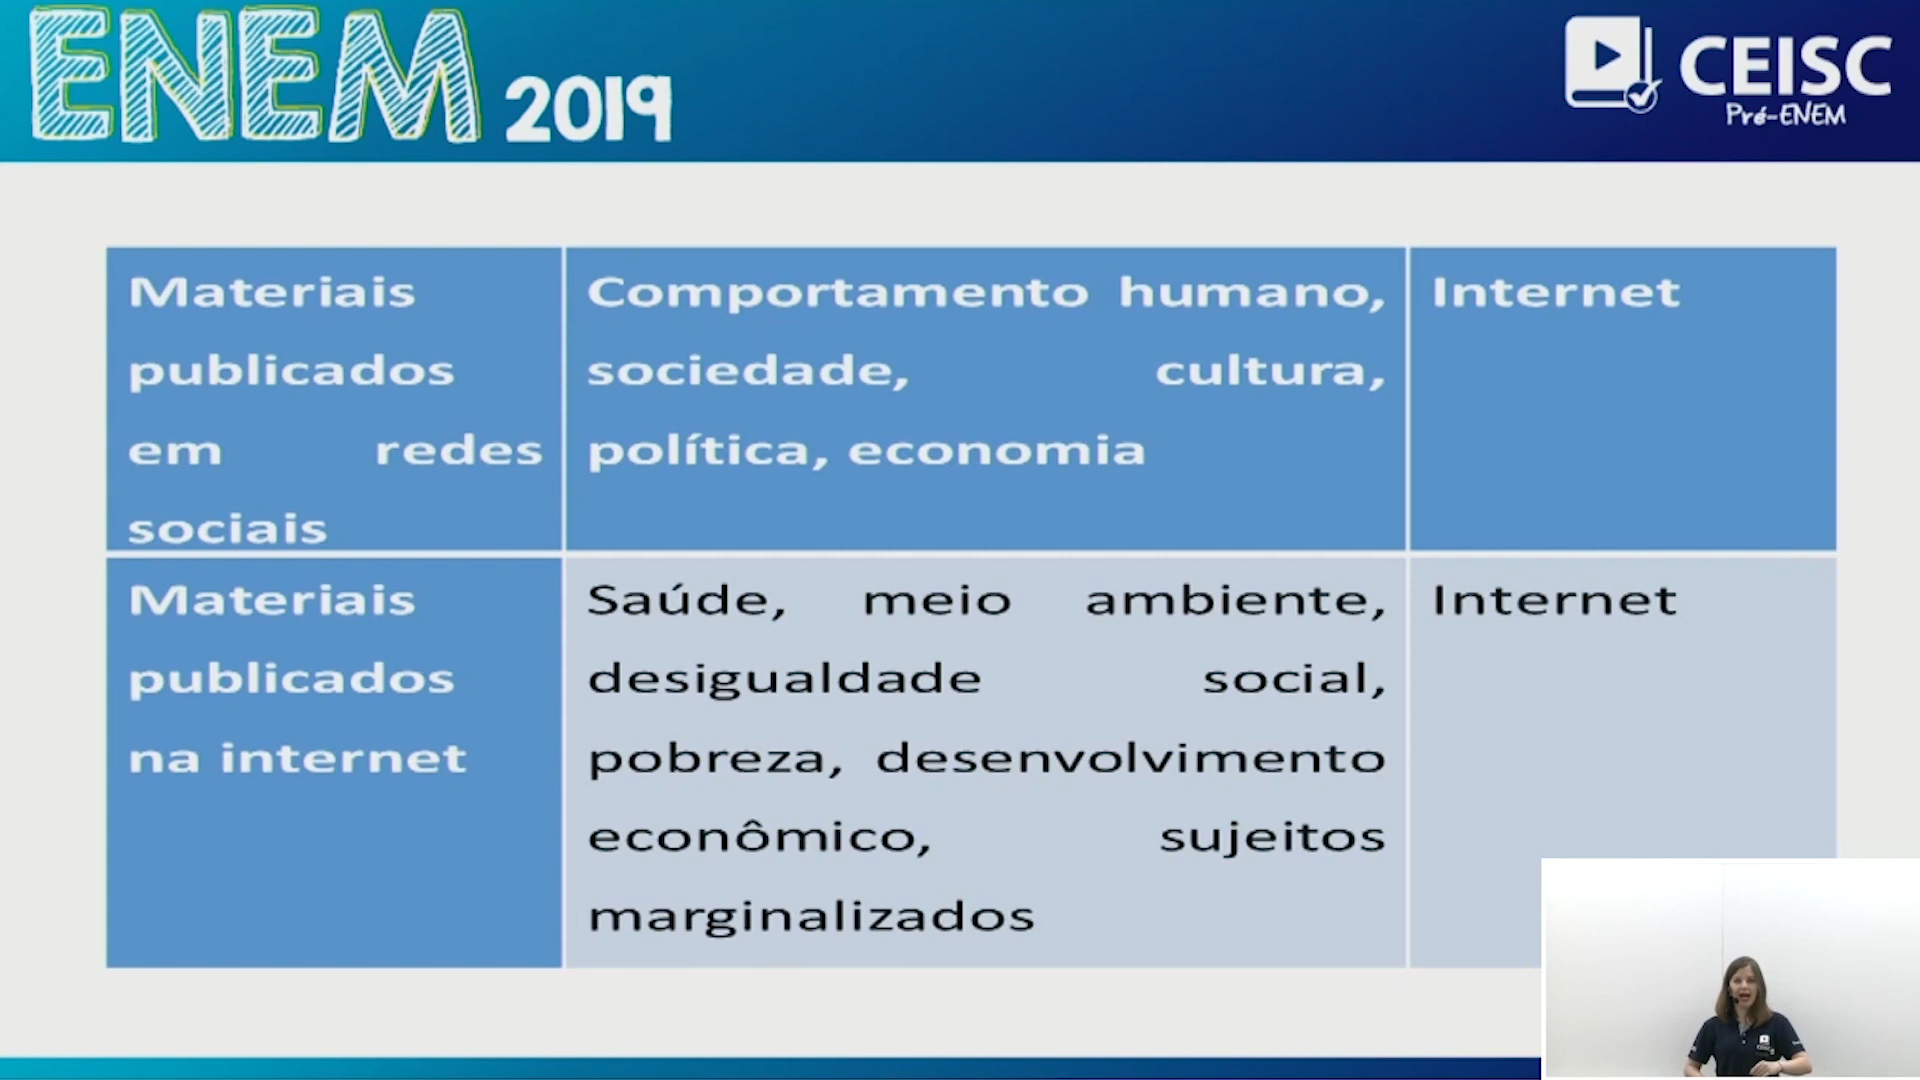 ENEM 2019
CEISC
Pré-ENEM
Materiais
publicados
em redes
sociais
Comportamento humano,
sociedade, cultura,
política, economia
Internet
Materiais
publicados
na internet
Saúde, meio ambiente,
desigualdade social,
pobreza, desenvolvimento
econômico, sujeitos
marginalizados
Internet